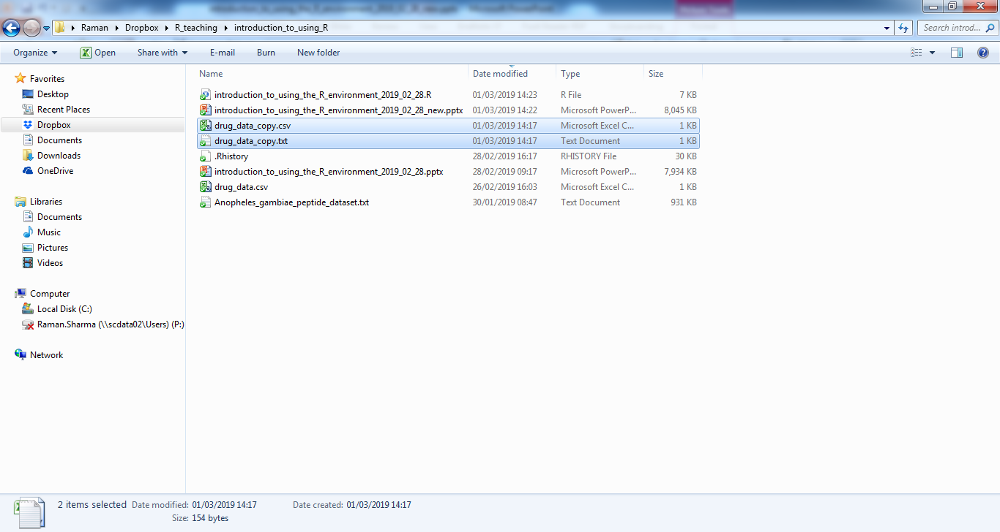 Raman Dropbox R_teaching introduction_to_using_R Search introd...
Organize Open Share with E-mail Burn New folder
Favorites
Desktop
Recent Places
Dropbox
Documents
Downloads
OneDrive
Libraries
Documents
Music
Pictures
Videos
Computer
Local Disk (C:)
Raman.Sharma (\\scdata02\Users) (P:)
Network
Name Date modified Type Size
introduction_to_using_the_R_environment_2019_02_28.R 01/03/2019 14:23 R File 7 KB
introduction_to_using_the_R_environment_2019_02_28_new.pptx 01/03/2019 14:22 Microsoft PowerP... 8,045 KB
drug_data_copy.csv 01/03/2019 14:17 Microsoft Excel C... 1 KB
drug_data_copy.txt 01/03/2019 14:17 Text Document 1 KB
.Rhistory 28/02/2019 16:17 RHISTORY File 30 KB
introduction_to_using_the_R_environment_2019_02_28.pptx 28/02/2019 09:17 Microsoft PowerP... 7,934 KB
drug_data.csv 26/02/2019 16:03 Microsoft Excel C... 1 KB
Anopheles_gambiae_peptide_dataset.txt 30/01/2019 08:47 Text Document 931 KB
2 items selected Date modified: 01/03/2019 14:17 Date created: 01/03/2019 14:17
Size: 154 bytes